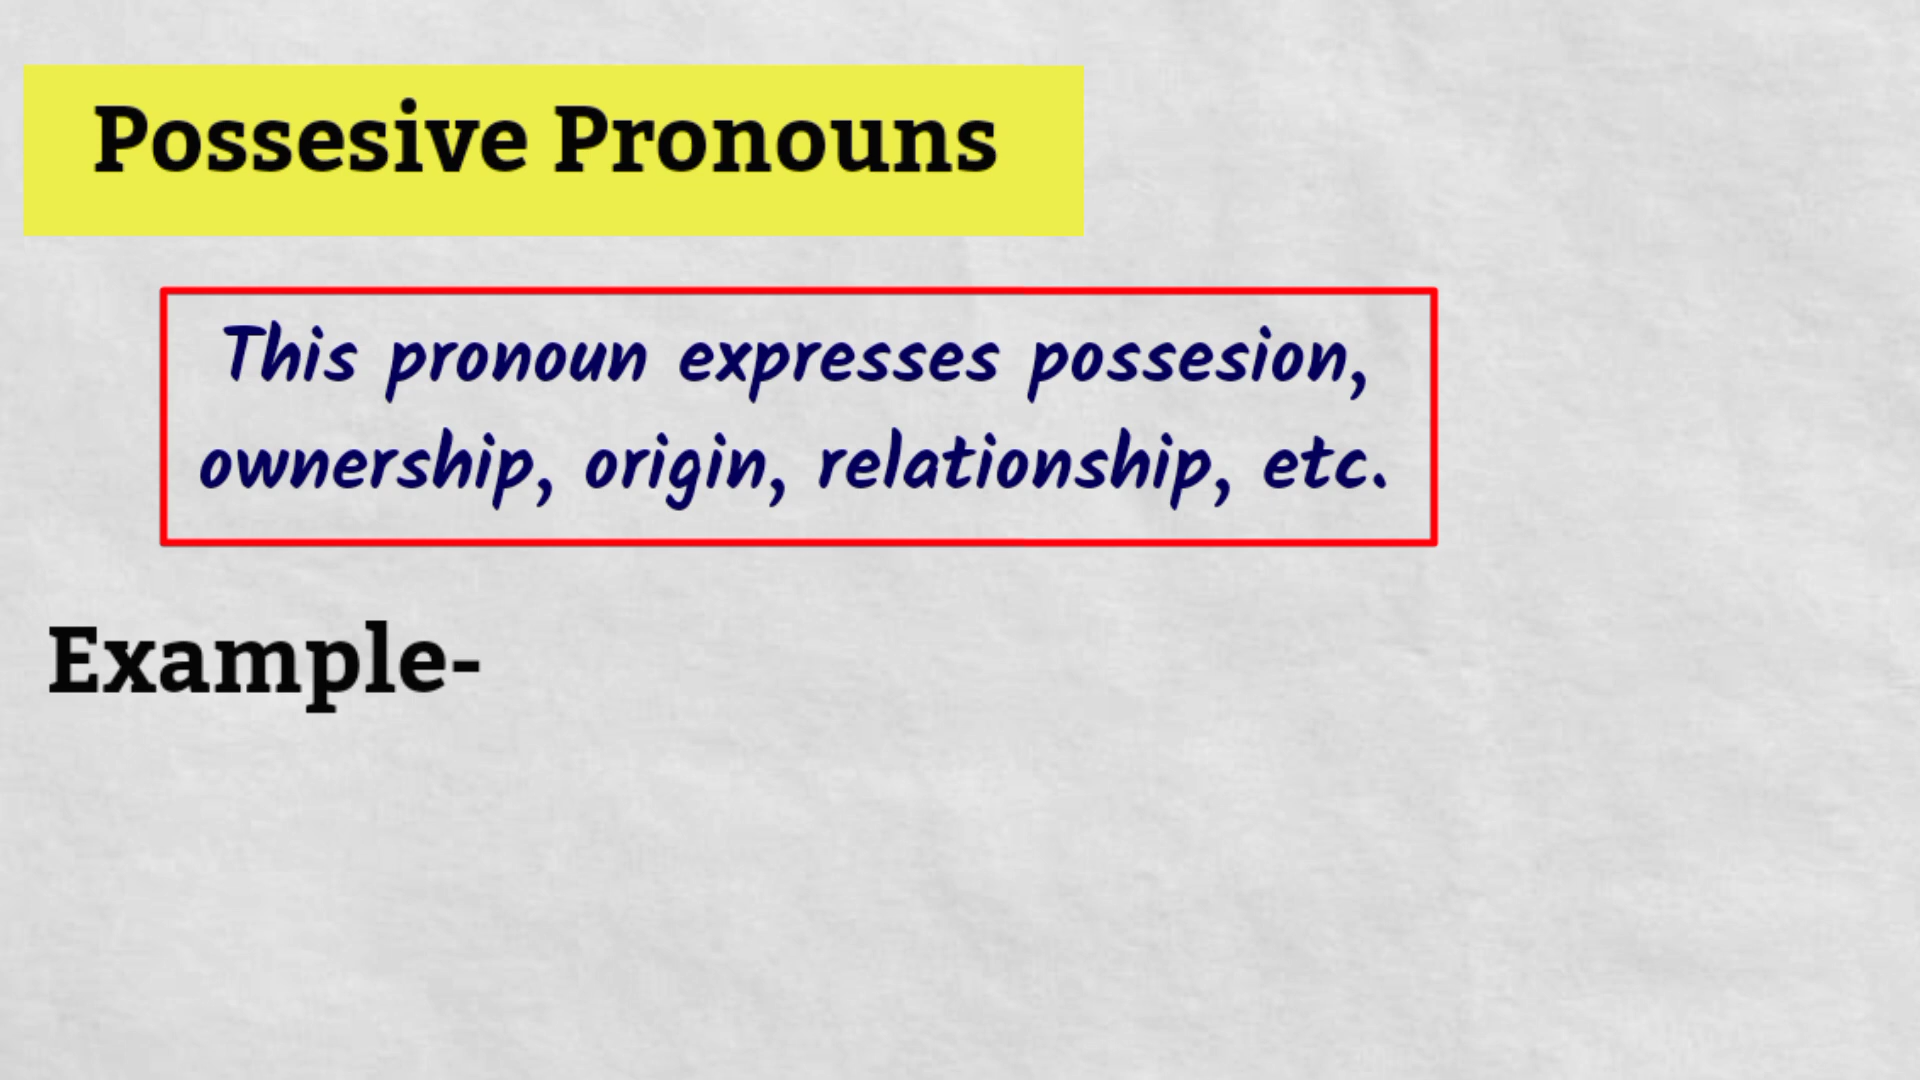 Possesive Pronouns
This pronoun expresses possesion,
ownership, origin, relationship, etc.
Example-